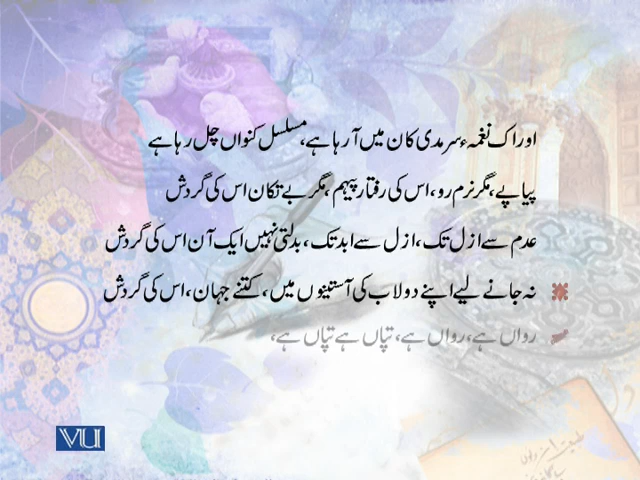 اور اک نغمہء سرمدی کان میں آ رہا ہے، مسلسل کنواں چل رہا ہے
پیاپے، مگر نرم رو، اس کی رفتار پیہم، مگر بے تکان اس کی گردش
عدم سے ازل تک، ازل سے ابد تک، بدلتی نہیں ایک آن اس کی گردش
نہ جانے لیے اپنے دولاب کی آستینوں میں، کتنے جہان، اس کی گردش
رواں ہے، رواں ہے، تپاں ہے تپاں ہے،
VU